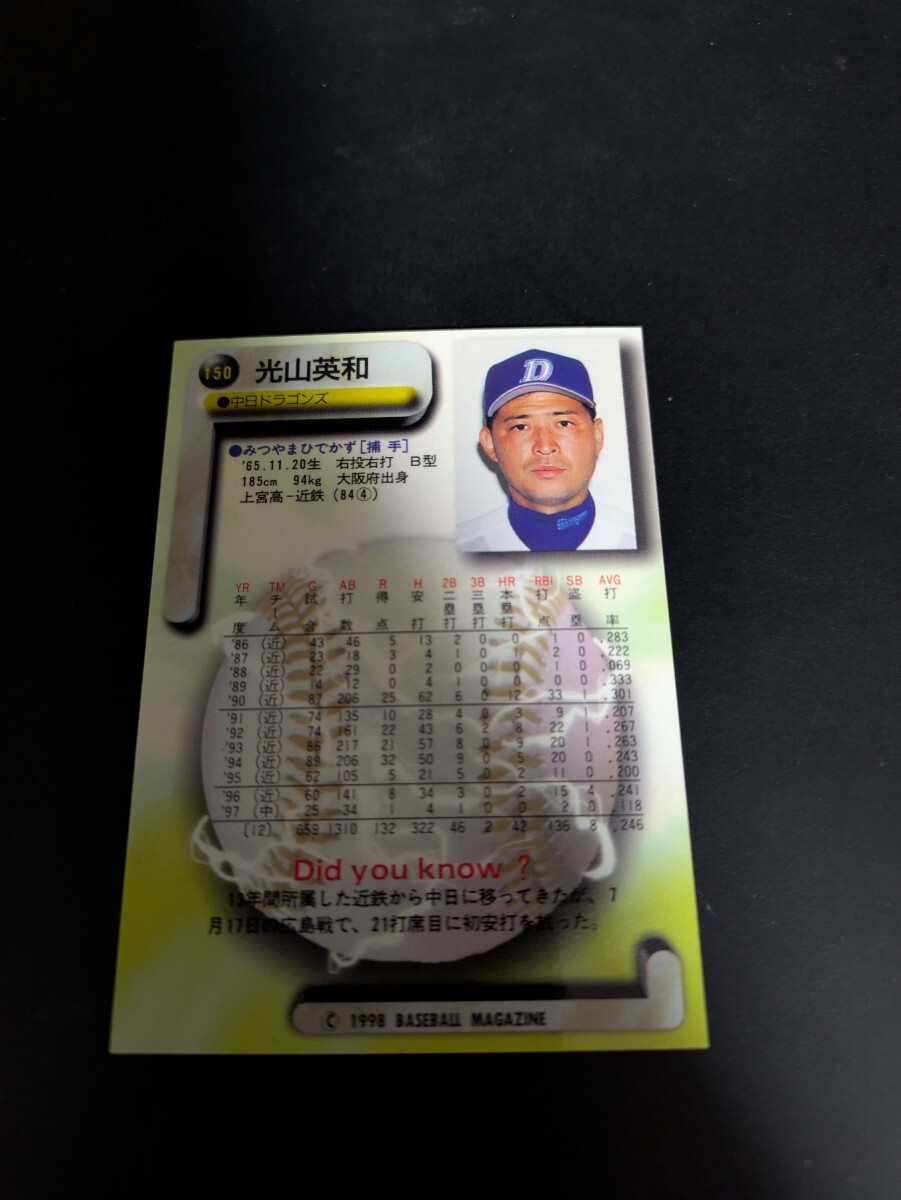 150 光山英和
●中日ドラゴンズ
D
●みつやまひでかず[捕 手]
'65.11.20生 右投右打 B型
185cm 94kg 大阪府出身
上宮高－近鉄（84④）
YR TM G AB R H 2B 3B HR RBI SB AVG
年度 チーム 試合 打数 得点 安打 二塁打 三塁打 本塁打 打点 盗塁 打率
'86 (近) 43 46 5 13 2 0 0 1 0 .283
'87 (近) 23 18 3 4 1 0 1 2 0 .222
'88 (近) 22 29 0 2 0 0 0 0 0 .069
'89 (近) 14 12 0 4 1 0 0 0 0 .333
'90 (近) 87 206 25 62 6 0 12 33 1 .301
'91 (近) 74 135 10 28 4 0 3 9 1 .207
'92 (近) 74 161 22 43 6 2 8 22 1 .267
'93 (近) 86 217 21 57 8 0 9 20 1 .263
'94 (近) 89 206 32 50 9 0 5 20 0 .243
'95 (近) 62 105 5 21 5 0 2 11 0 .200
'96 (近) 60 141 8 34 3 0 2 15 4 .241
'97 (中) 25 34 1 4 1 0 0 2 0 .118
(12) 659 1310 132 322 46 2 42 136 8 .246
Did you know ?
13年間所属した近鉄から中日に移ってきたが、7
月17日の広島戦で、21打席目に初安打を放った。
© 1998 BASEBALL MAGAZINE